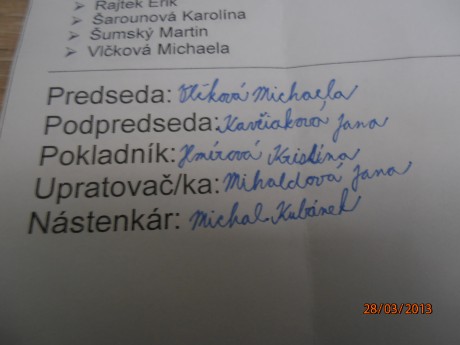 Rajtek Erik
Šarounová Karolína
Šumský Martin
Vlčková Michaela
Predseda: Vlčková Michaela
Podpredseda: Kavčiaková Jana
Pokladník: Hmírová Kristína
Upratovač/ka: Mihaldová Jana
Nástenkár: Michal Kubánek
28/03/2013